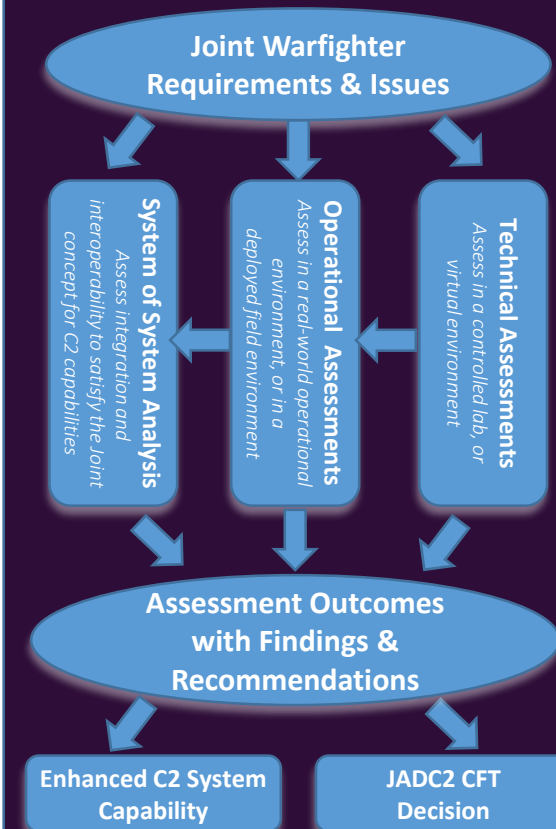 Joint Warfighter
Requirements & Issues
System of System Analysis
Assess integration and
interoperability to satisfy the Joint
concept for C2 capabilities
Operational Assessments
Assess in a real-world operational
environment, or in a
deployed field environment
Technical Assessments
Assess in a controlled lab, or
virtual environment
Assessment Outcomes
with Findings &
Recommendations
Enhanced C2 System
Capability
JADC2 CFT
Decision